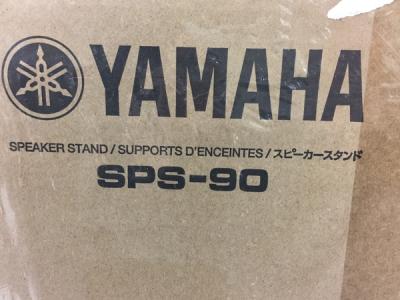 YAMAHA
SPEAKER STAND / SUPPORTS D'ENCEINTES / スピーカースタンド
SPS-90